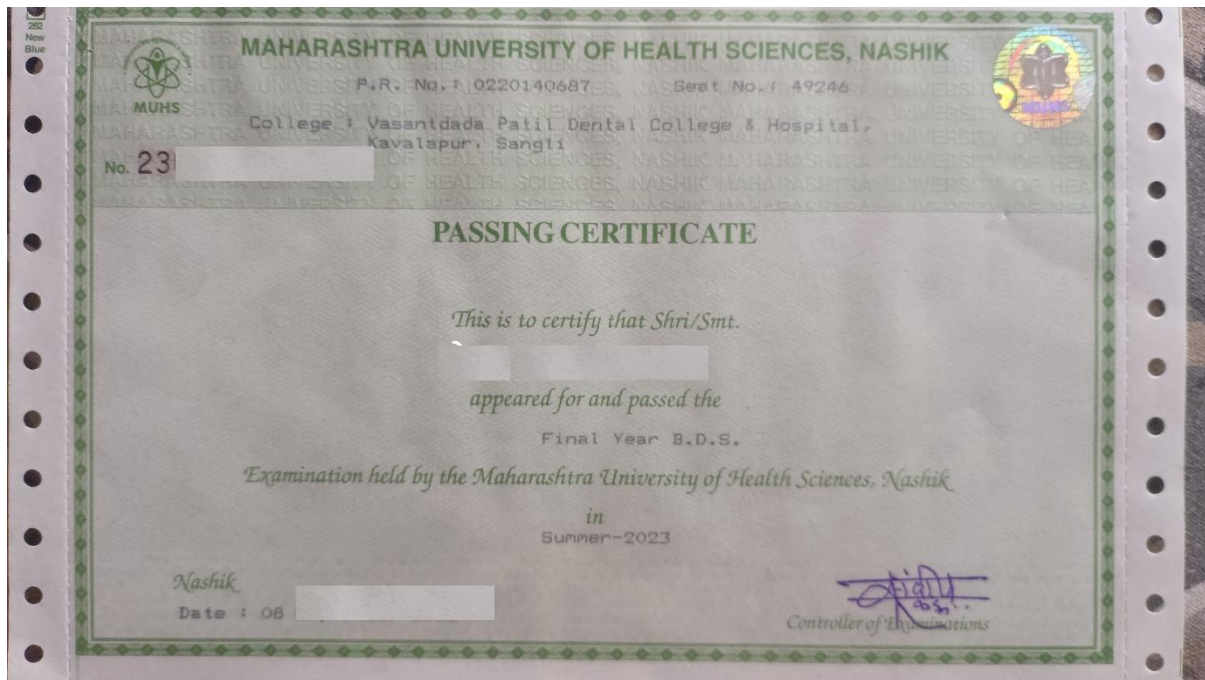 262
New
Blue
MUHS
MAHARASHTRA UNIVERSITY OF HEALTH SCIENCES, NASHIK
P.R. No.: 0220140687 Seat No.: 49246
College : Vasantdada Patil Dental College & Hospital,
Kavalapur, Sangli
No. 23
PASSING CERTIFICATE
This is to certify that Shri/Smt.
appeared for and passed the
Final Year B.D.S.
Examination held by the Maharashtra University of Health Sciences, Nashik
in
Summer-2023
Nashik
Date : 08
Controller of Examinations